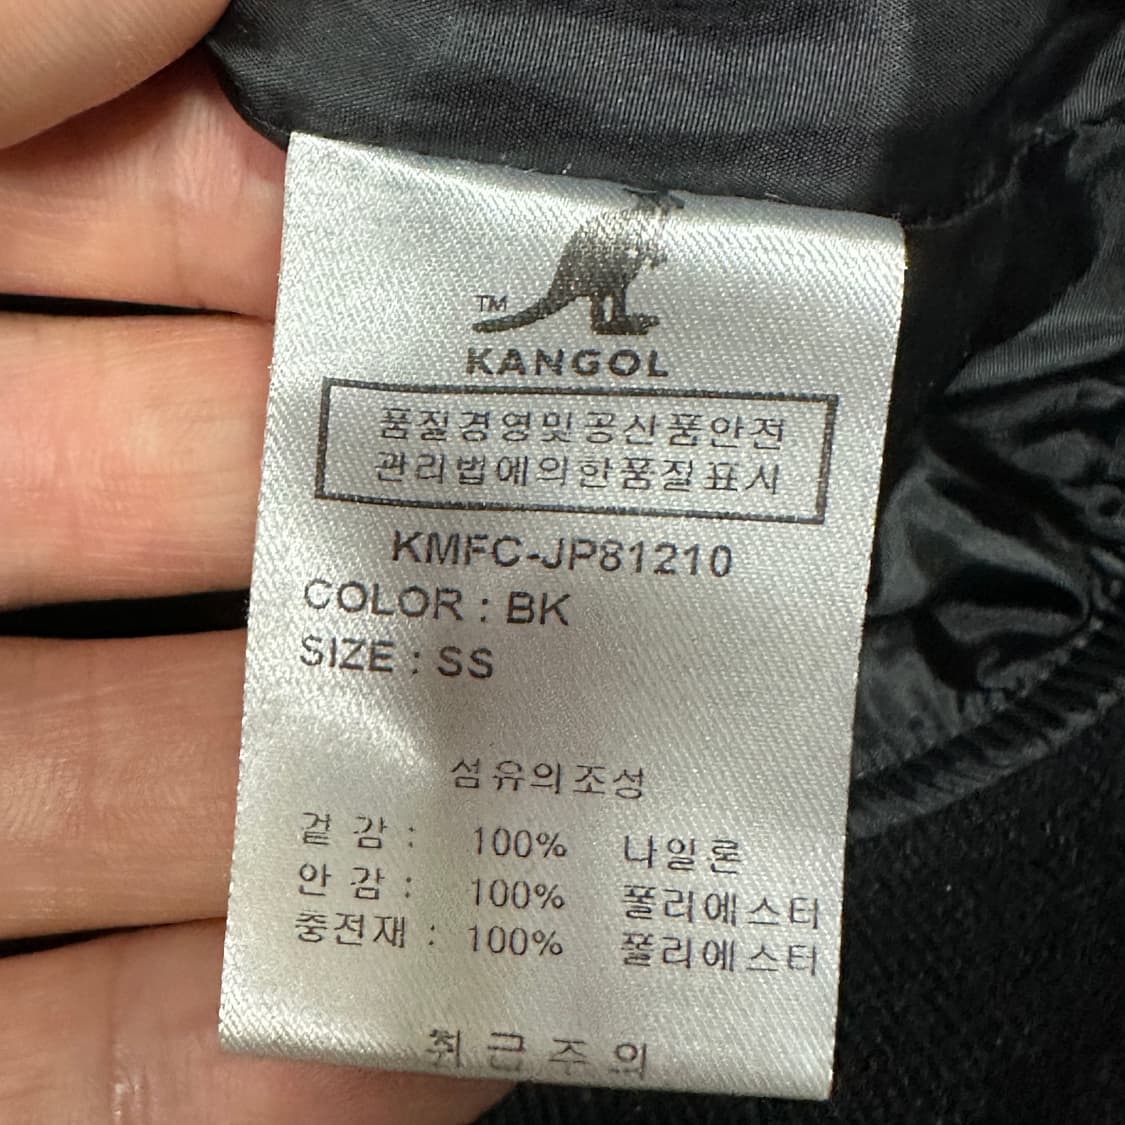 TM
KANGOL
품질경영및공산품안전
관리법에의한품질표시
KMFC-JP81210
COLOR : BK
SIZE : SS
섬유의조성
겉 감 : 100% 나일론
안 감 : 100% 폴리에스터
충전재 : 100% 폴리에스터
취 급 주 의